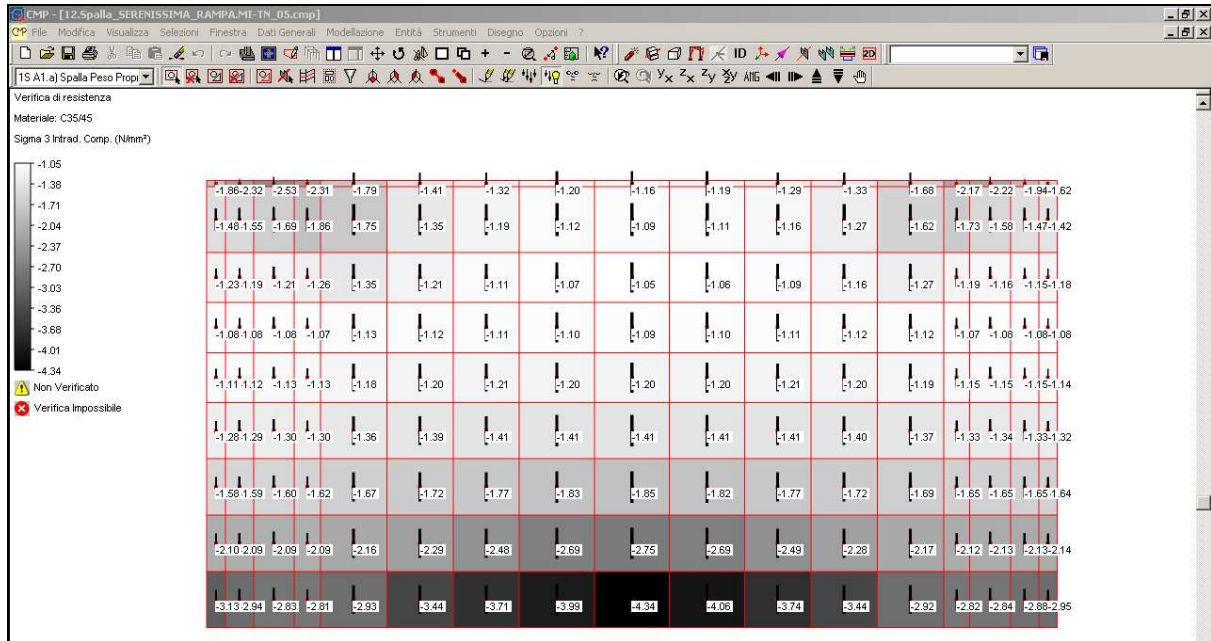 CMP - [12.Spalla_SERENISSIMA_RAMPA.MI-TN_05.cmp]
CMP File Modifica Visualizza Selezioni Finestra Dati Generali Modellazione Entità Strumenti Disegno Opzioni ?
ID 2D
1S A1.a) Spalla Peso Propi
Verifica di resistenza
Materiale: C35/45
Sigma 3 Intrad. Comp. (N/mm²)
-1.05
-1.38
-1.71
-2.04
-2.37
-2.70
-3.03
-3.36
-3.68
-4.01
-4.34
Non Verificato
Verifica Impossibile
-1.86 -2.32 -2.53 -2.31 -1.79 -1.41 -1.32 -1.20 -1.16 -1.19 -1.29 -1.33 -1.68 -2.17 -2.22 -1.94 -1.62
-1.48 -1.55 -1.69 -1.86 -1.75 -1.35 -1.19 -1.12 -1.09 -1.11 -1.16 -1.27 -1.62 -1.73 -1.58 -1.47 -1.42
-1.23 -1.19 -1.21 -1.26 -1.35 -1.21 -1.11 -1.07 -1.05 -1.06 -1.09 -1.16 -1.27 -1.19 -1.16 -1.15 -1.18
-1.08 -1.08 -1.08 -1.07 -1.13 -1.12 -1.11 -1.10 -1.09 -1.10 -1.11 -1.12 -1.12 -1.07 -1.08 -1.08 -1.08
-1.11 -1.12 -1.13 -1.13 -1.18 -1.20 -1.21 -1.20 -1.20 -1.20 -1.21 -1.20 -1.19 -1.15 -1.15 -1.15 -1.14
-1.28 -1.29 -1.30 -1.30 -1.36 -1.39 -1.41 -1.41 -1.41 -1.41 -1.41 -1.40 -1.37 -1.33 -1.34 -1.33 -1.32
-1.58 -1.59 -1.60 -1.62 -1.67 -1.72 -1.77 -1.83 -1.85 -1.82 -1.77 -1.72 -1.69 -1.65 -1.65 -1.65 -1.64
-2.10 -2.09 -2.09 -2.09 -2.16 -2.29 -2.48 -2.69 -2.75 -2.69 -2.49 -2.28 -2.17 -2.12 -2.13 -2.13 -2.14
-3.13 -2.94 -2.83 -2.81 -2.93 -3.44 -3.71 -3.99 -4.34 -4.06 -3.74 -3.44 -2.92 -2.82 -2.84 -2.88 -2.95